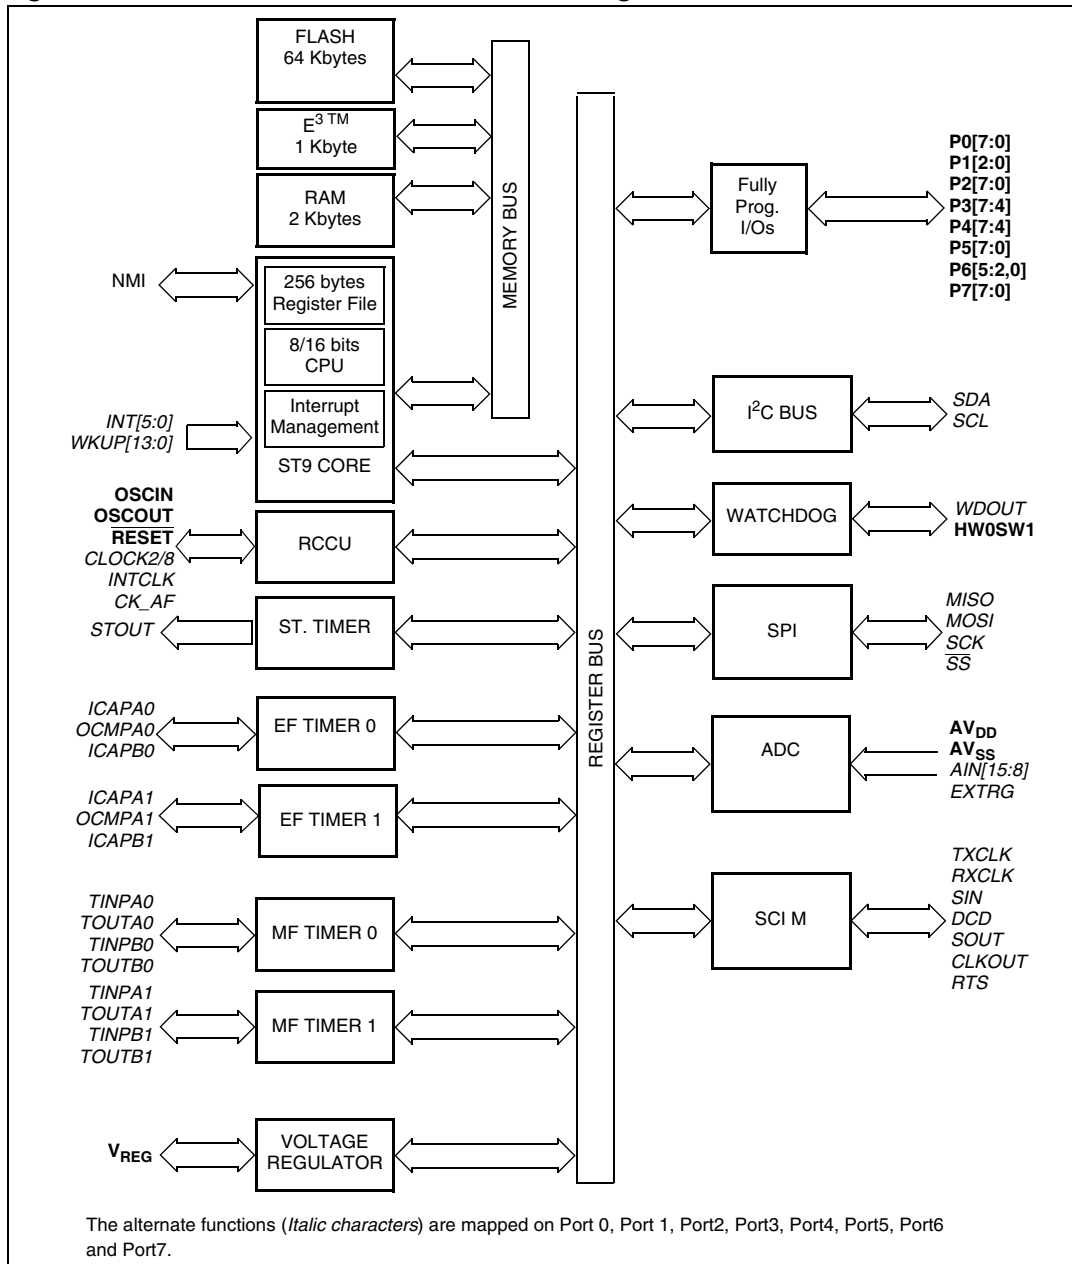 FLASH
64 Kbytes
E3 TM
1 Kbyte
RAM
2 Kbytes
MEMORY BUS
NMI
256 bytes
Register File
8/16 bits
CPU
Interrupt
Management
ST9 CORE
INT[5:0]
WKUP[13:0]
OSCIN
OSCOUT
RESET
CLOCK2/8
INTCLK
CK_AF
RCCU
STOUT
ST. TIMER
ICAPA0
OCMPA0
ICAPB0
EF TIMER 0
ICAPA1
OCMPA1
ICAPB1
EF TIMER 1
TINPA0
TOUTA0
TINPB0
TOUTB0
MF TIMER 0
TINPA1
TOUTA1
TINPB1
TOUTB1
MF TIMER 1
VREG
VOLTAGE
REGULATOR
REGISTER BUS
Fully
Prog.
I/Os
P0[7:0]
P1[2:0]
P2[7:0]
P3[7:4]
P4[7:4]
P5[7:0]
P6[5:2,0]
P7[7:0]
I2C BUS
SDA
SCL
WATCHDOG
WDOUT
HW0SW1
SPI
MISO
MOSI
SCK
SS
ADC
AVDD
AVSS
AIN[15:8]
EXTRG
SCI M
TXCLK
RXCLK
SIN
DCD
SOUT
CLKOUT
RTS
The alternate functions (Italic characters) are mapped on Port 0, Port 1, Port2, Port3, Port4, Port5, Port6
and Port7.